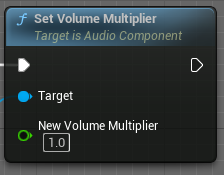 Set Volume Multiplier
Target is Audio Component
Target
New Volume Multiplier
1.0